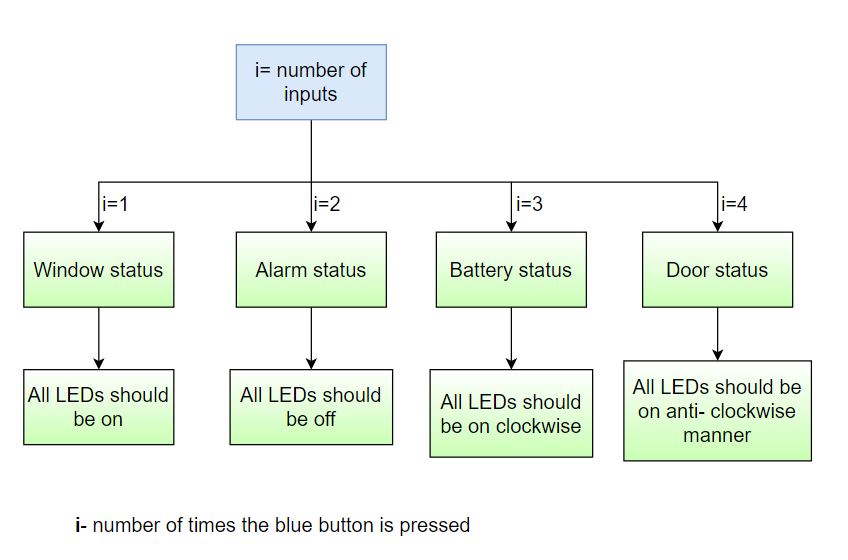 i= number of
inputs
i=1
i=2
i=3
i=4
Window status
Alarm status
Battery status
Door status
All LEDs should
be on
All LEDs should
be off
All LEDs should
be on clockwise
All LEDs should be
on anti- clockwise
manner
i- number of times the blue button is pressed